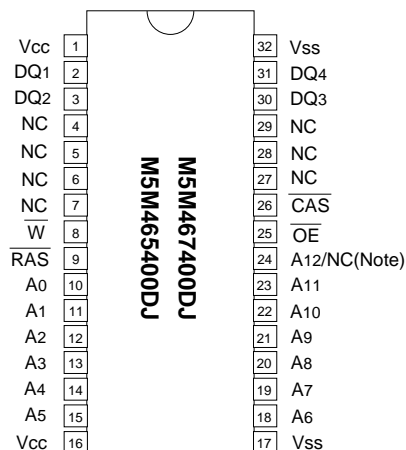 Vcc 1 32 Vss
DQ1 2 31 DQ4
DQ2 3 30 DQ3
NC 4 29 NC
NC 5 28 NC
NC 6 27 NC
NC 7 26 C̅A̅S̅
W̅ 8 25 O̅E̅
R̅A̅S̅ 9 24 A12/NC(Note)
A0 10 23 A11
A1 11 22 A10
A2 12 21 A9
A3 13 20 A8
A4 14 19 A7
A5 15 18 A6
Vcc 16 17 Vss
M5M467400DJ
M5M465400DJ